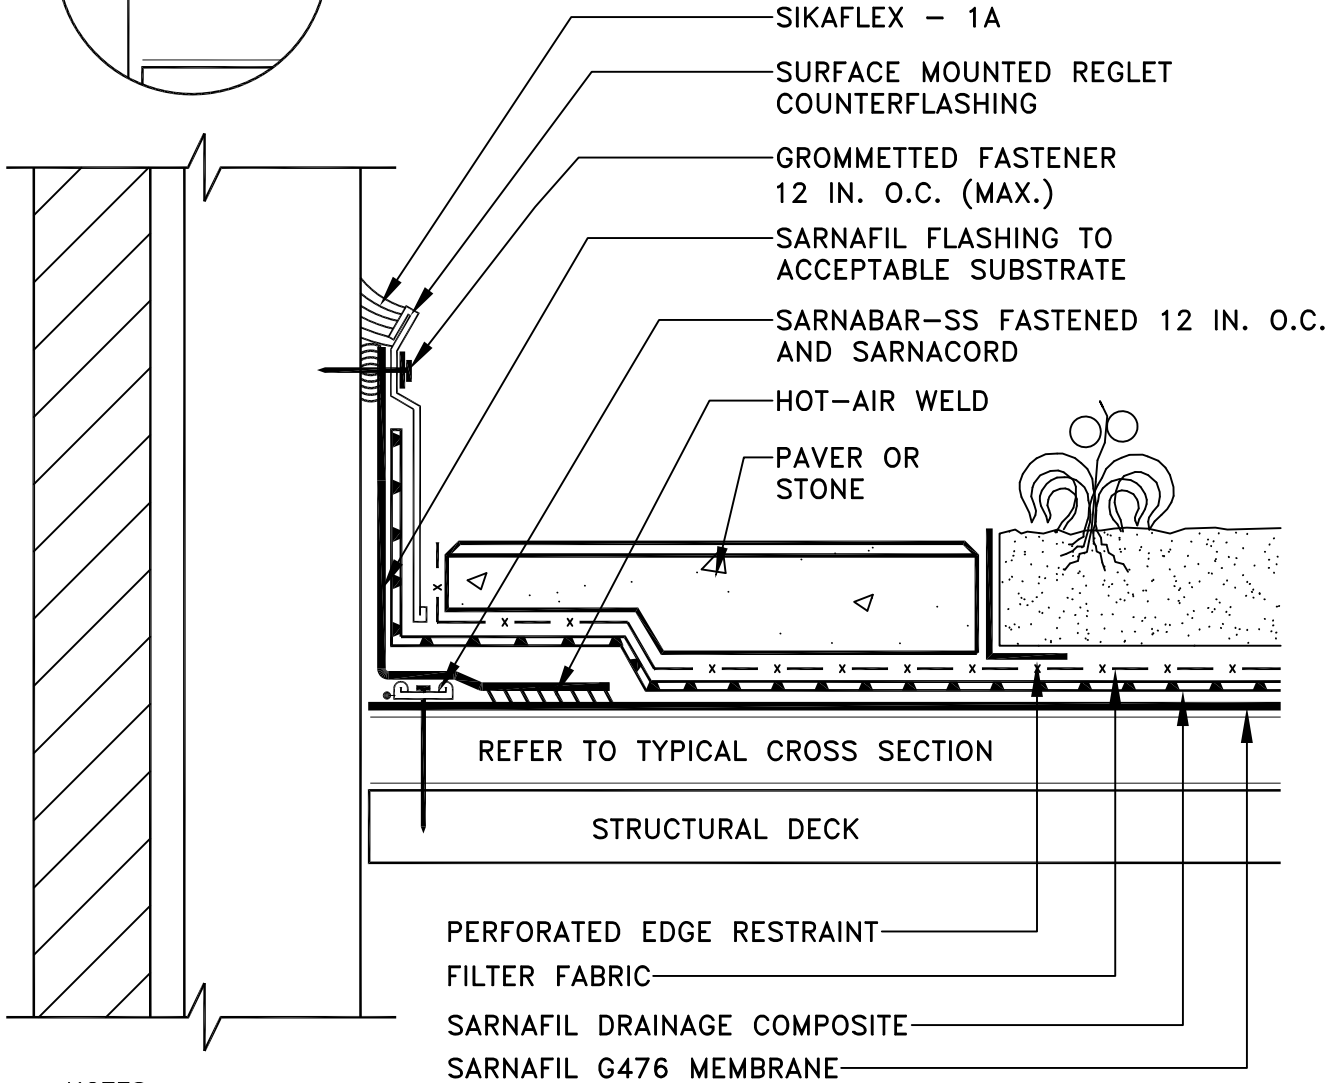 SIKAFLEX - 1A
SURFACE MOUNTED REGLET
COUNTERFLASHING
GROMMETTED FASTENER
12 IN. O.C. (MAX.)
SARNAFIL FLASHING TO
ACCEPTABLE SUBSTRATE
SARNABAR-SS FASTENED 12 IN. O.C.
AND SARNACORD
HOT-AIR WELD
PAVER OR
STONE
REFER TO TYPICAL CROSS SECTION
STRUCTURAL DECK
PERFORATED EDGE RESTRAINT
FILTER FABRIC
SARNAFIL DRAINAGE COMPOSITE
SARNAFIL G476 MEMBRANE